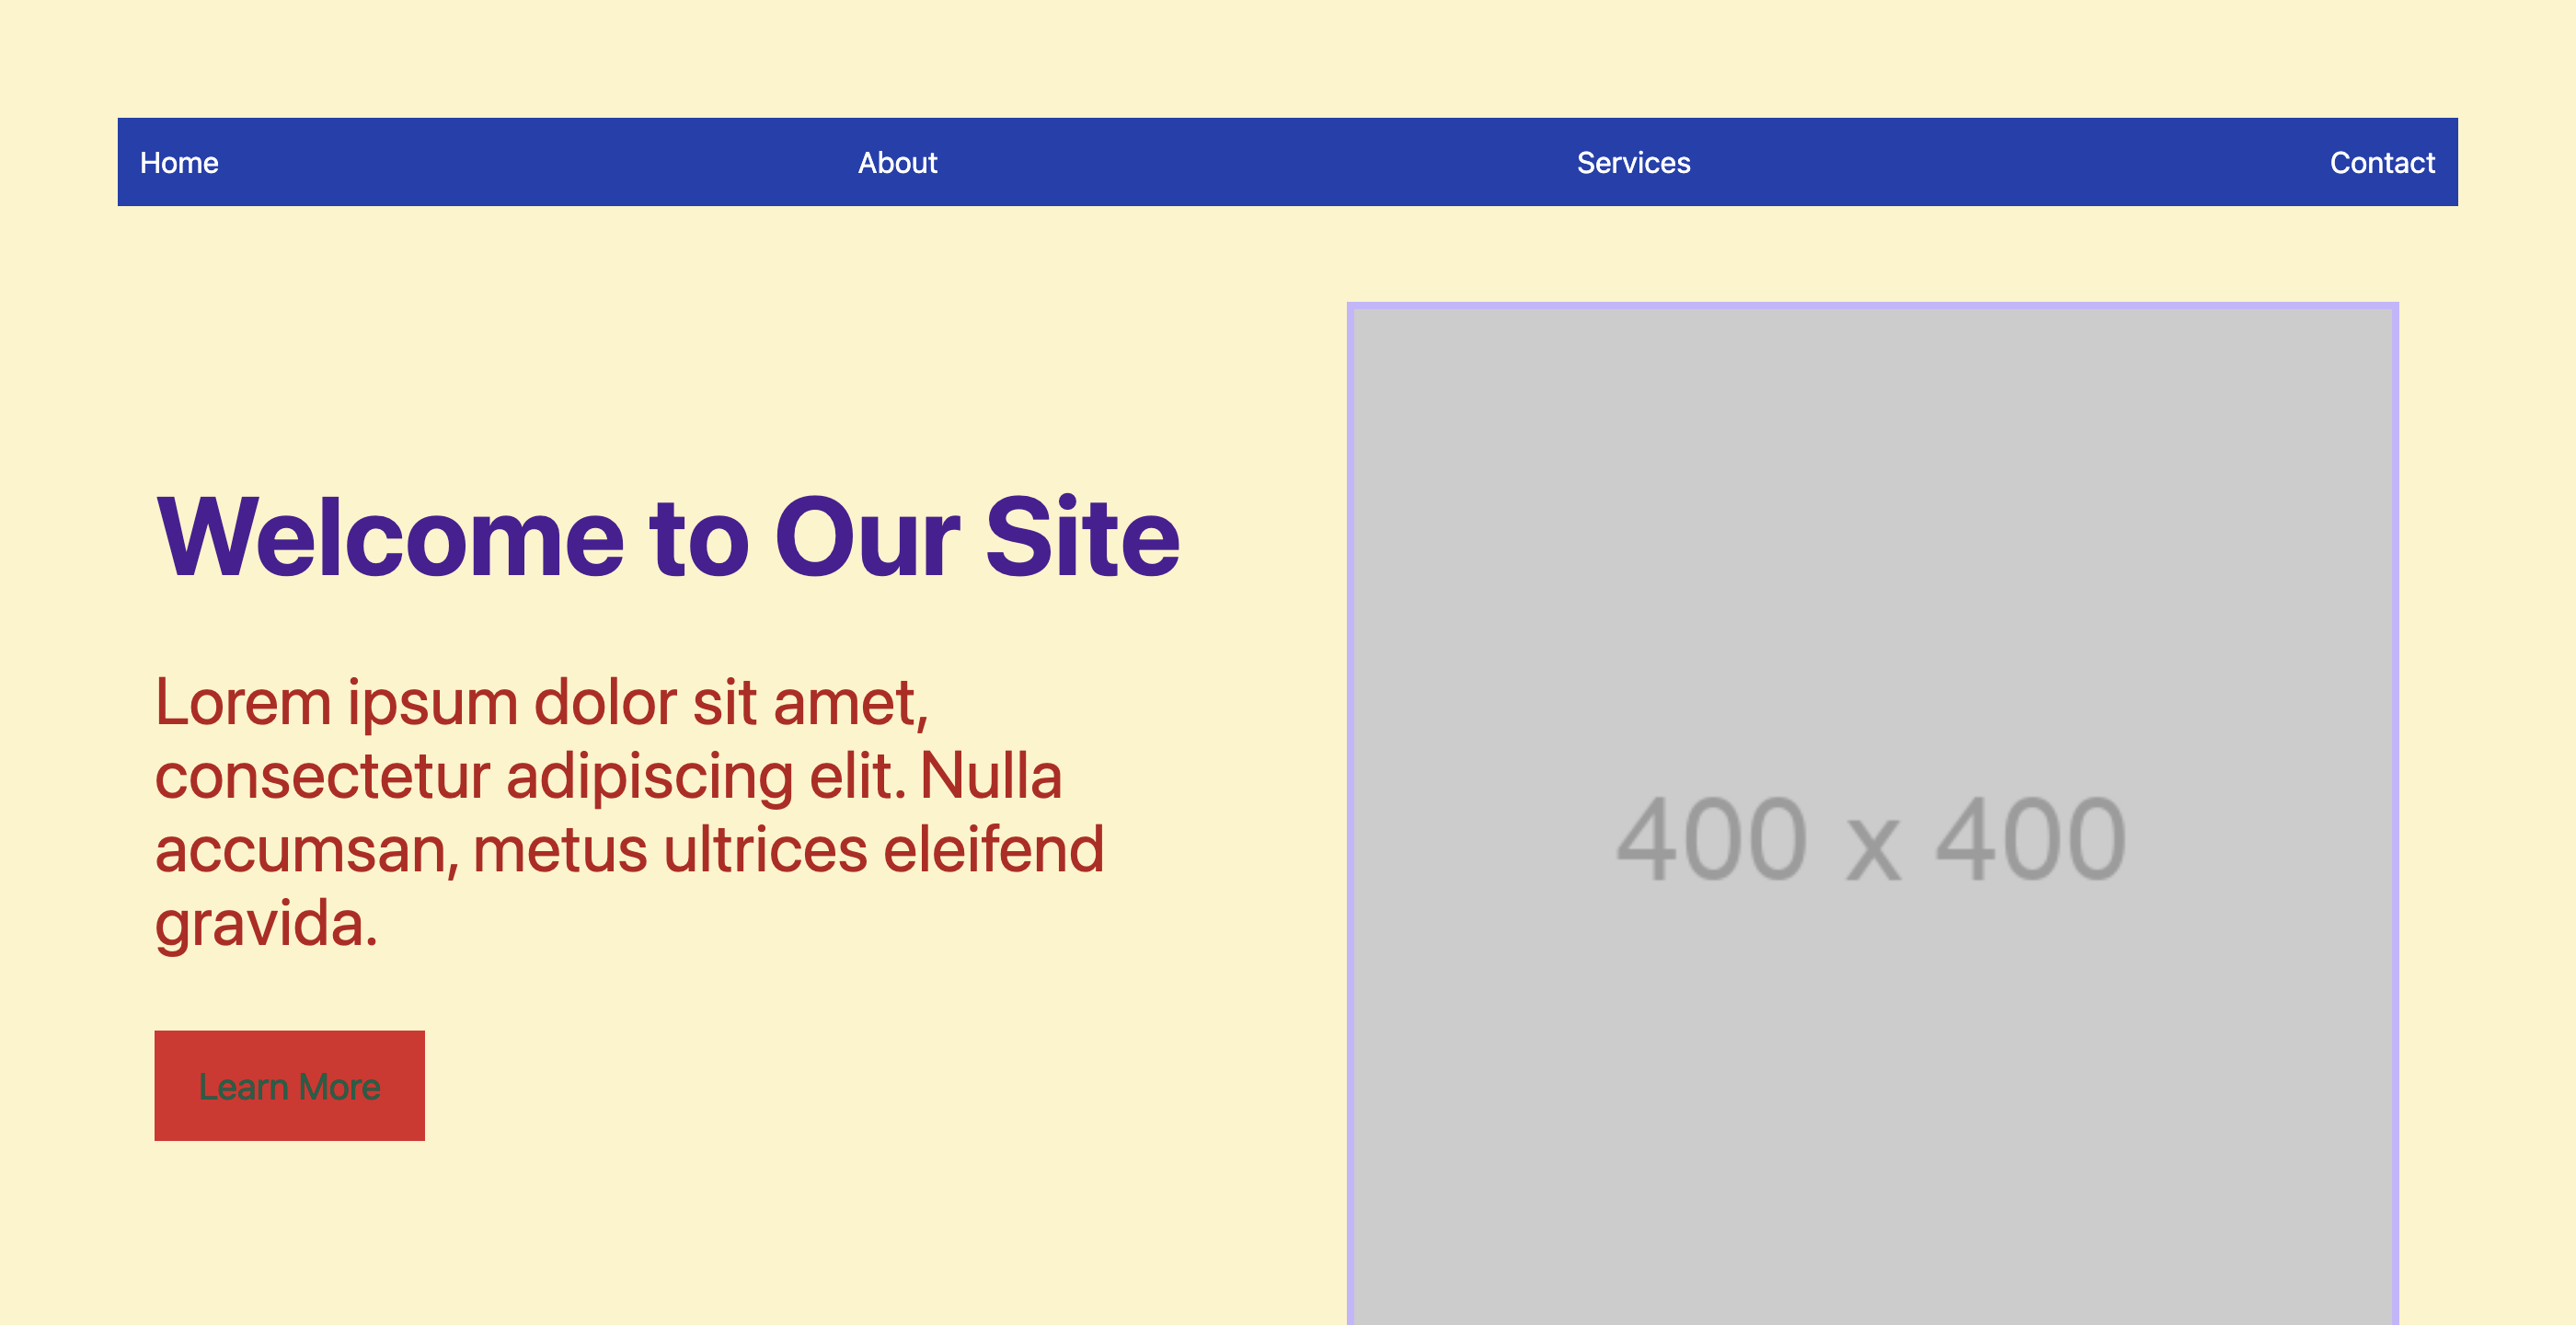 Home About Services Contact
Welcome to Our Site
Lorem ipsum dolor sit amet,
consectetur adipiscing elit. Nulla
accumsan, metus ultrices eleifend
gravida.
Learn More
400 x 400